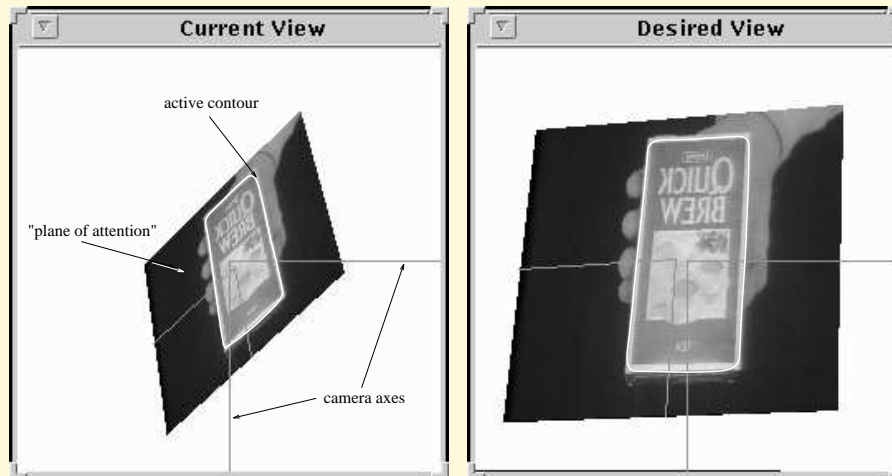 Current View
active contour
"plane of attention"
QUICK
BREW
camera axes
Desired View
QUICK
BREW